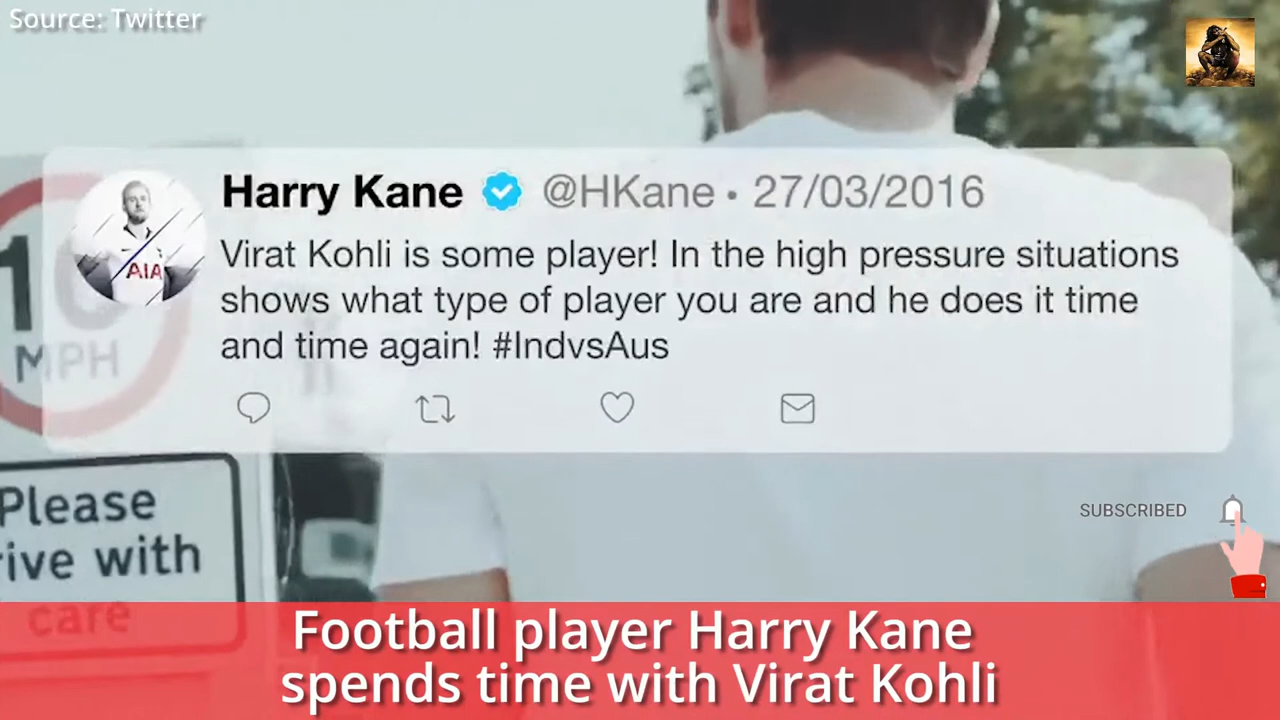 Source: Twitter
Harry Kane @HKane • 27/03/2016
Virat Kohli is some player! In the high pressure situations
shows what type of player you are and he does it time
and time again! #IndvsAus
AIA
10
MPH
Please
rive with
care
SUBSCRIBED
Football player Harry Kane
spends time with Virat Kohli